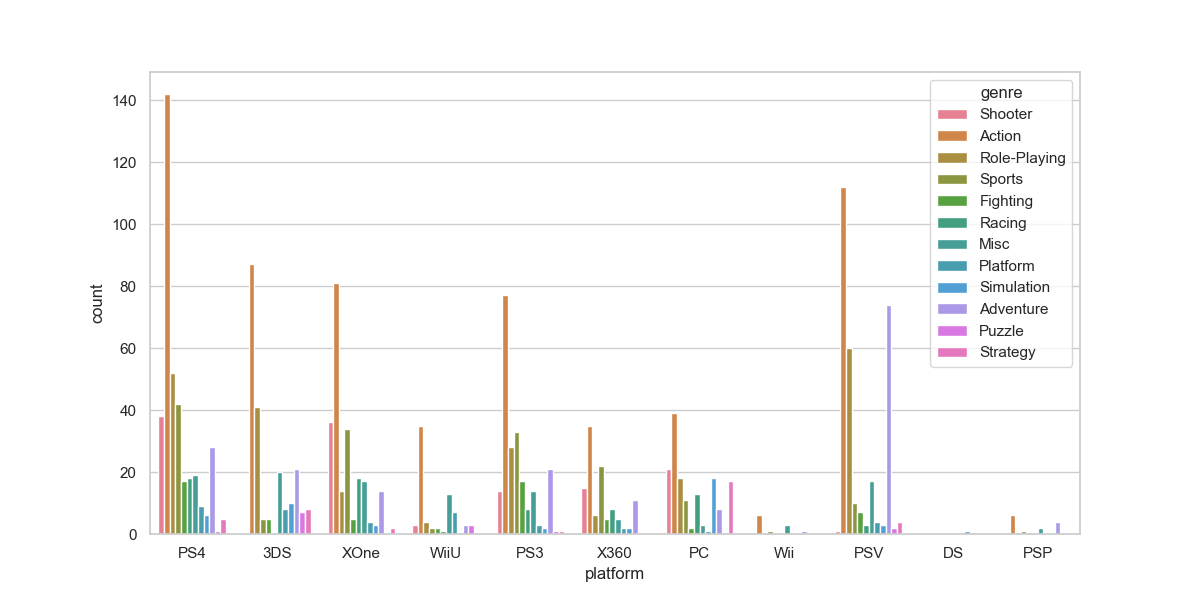 genre
Shooter
Action
Role-Playing
Sports
Fighting
Racing
Misc
Platform
Simulation
Adventure
Puzzle
Strategy
140
120
100
80
60
40
20
0
count
PS4 3DS XOne WiiU PS3 X360 PC Wii PSV DS PSP
platform